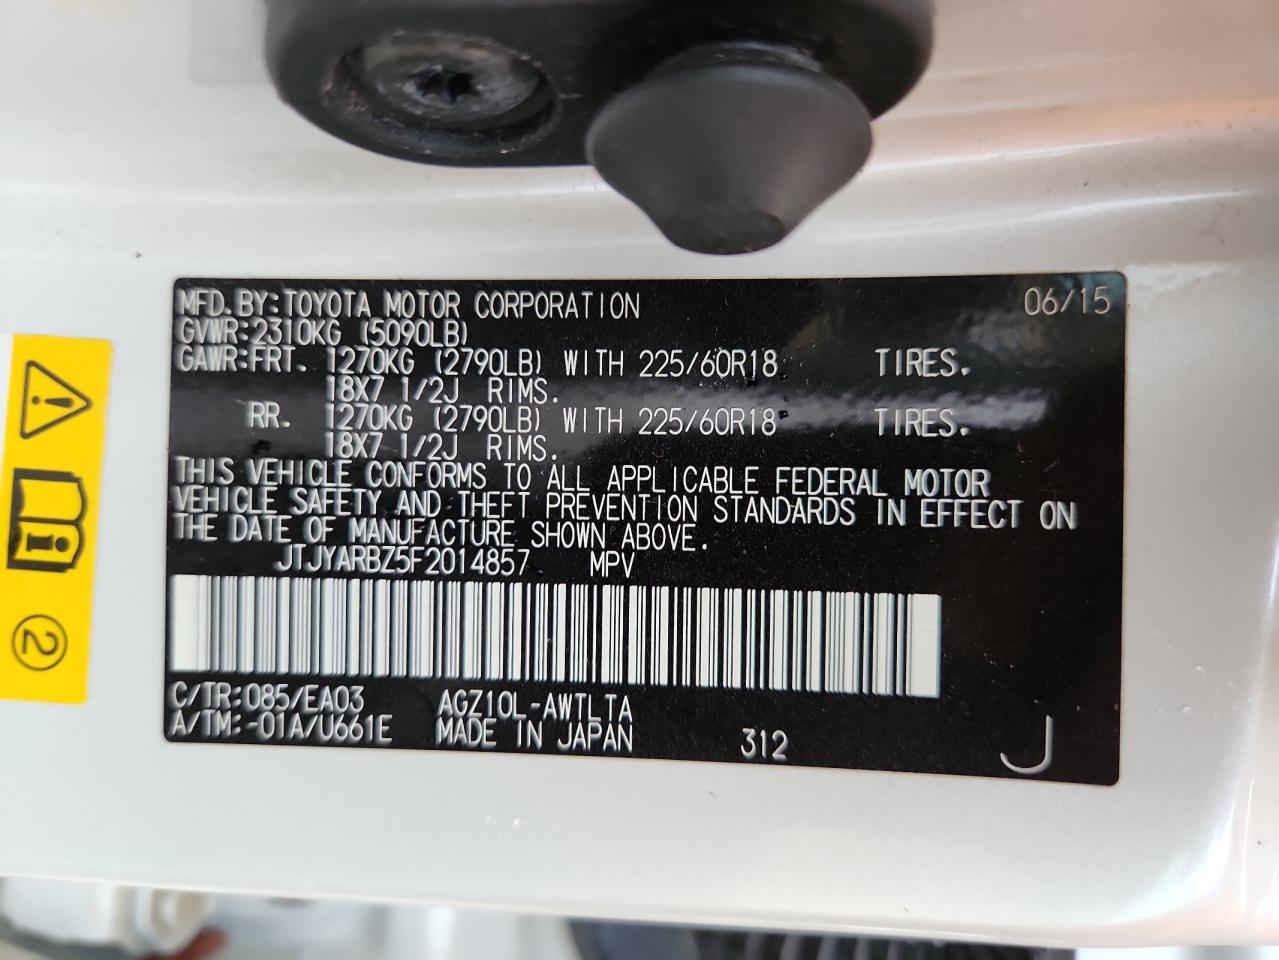 MFD.BY:TOYOTA MOTOR CORPORATION 06/15
GVWR:2310KG (5090LB)
GAWR:FRT. 1270KG (2790LB) WITH 225/60R18 TIRES.
18X7 1/2J RIMS.
RR. 1270KG (2790LB) WITH 225/60R18 TIRES.
18X7 1/2J RIMS.
THIS VEHICLE CONFORMS TO ALL APPLICABLE FEDERAL MOTOR
VEHICLE SAFETY AND THEFT PREVENTION STANDARDS IN EFFECT ON
THE DATE OF MANUFACTURE SHOWN ABOVE.
JTJYARBZ5F2014857 MPV
C/TR:085/EA03 AGZ10L-AWTLTA
A/TM:-01A/U661E MADE IN JAPAN 312 J
i
2